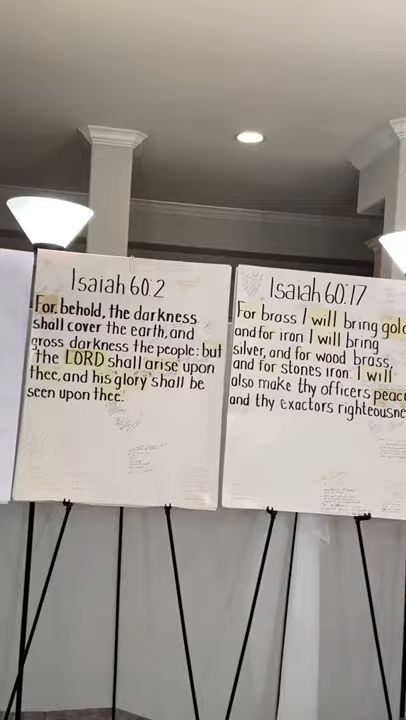 Isaiah 60:2
For, behold, the darkness
shall cover the earth, and
gross darkness the people: but
the LORD shall arise upon
thee, and his glory shall be
seen upon thee.
Isaiah 60:17
For brass I will bring gold
and for iron I will bring
silver, and for wood brass,
and for stones iron: I will
also make thy officers peac
and thy exactors righteousne